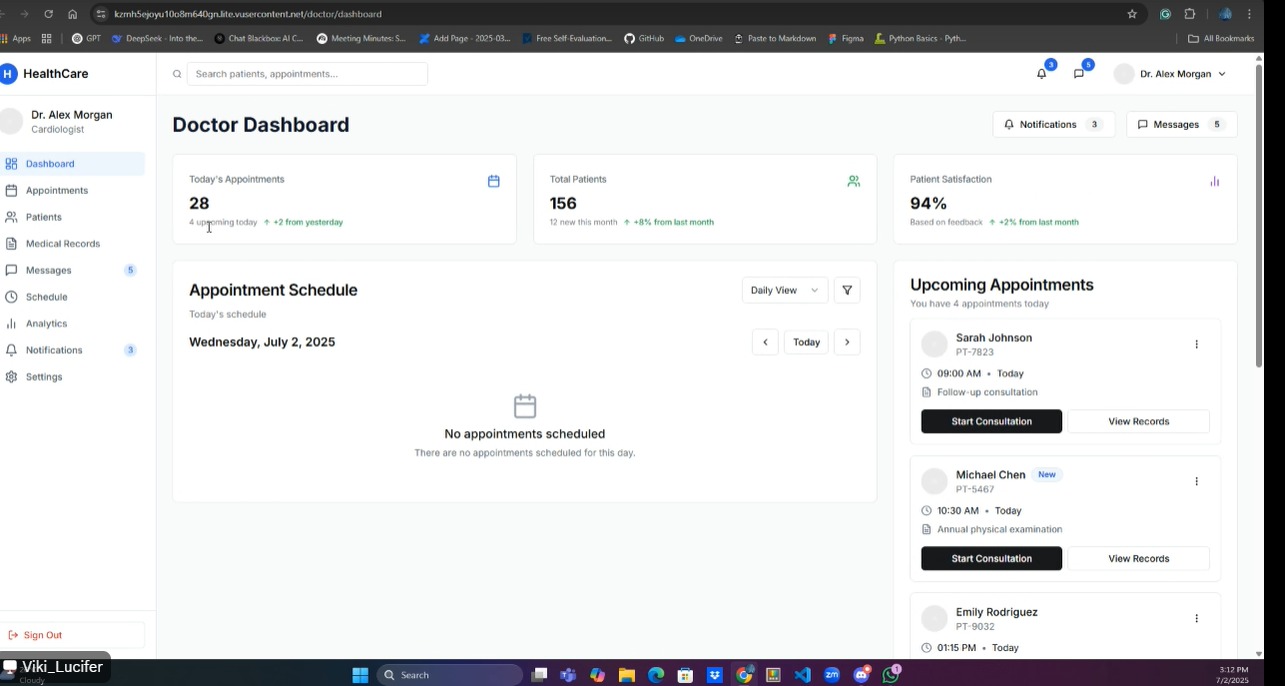 kzmh5ejoyu10o8m640gn.lite.vusercontent.net/doctor/dashboard
Apps GPT DeepSeek - Into the... Chat Blackbox: AI C... Meeting Minutes: S... Add Page - 2025-03... Free Self-Evaluation... GitHub OneDrive Paste to Markdown Figma Python Basics - Pyth... All Bookmarks
H HealthCare
Search patients, appointments...
3 5 Dr. Alex Morgan
Dr. Alex Morgan
Cardiologist
Dashboard
Appointments
Patients
Medical Records
Messages 5
Schedule
Analytics
Notifications 3
Settings
Sign Out
Doctor Dashboard
Notifications 3 Messages 5
Today's Appointments
28
4 upcoming today ↑ +2 from yesterday
Total Patients
156
12 new this month ↑ +8% from last month
Patient Satisfaction
94%
Based on feedback ↑ +2% from last month
Appointment Schedule
Daily View
Today's schedule
Wednesday, July 2, 2025
Today
No appointments scheduled
There are no appointments scheduled for this day.
Upcoming Appointments
You have 4 appointments today
Sarah Johnson
PT-7823
09:00 AM • Today
Follow-up consultation
Start Consultation View Records
Michael Chen New
PT-5467
10:30 AM • Today
Annual physical examination
Start Consultation View Records
Emily Rodriguez
PT-9032
01:15 PM • Today
Viki_Lucifer
Cloudy
Search
zm
1
3:12 PM
7/2/2025